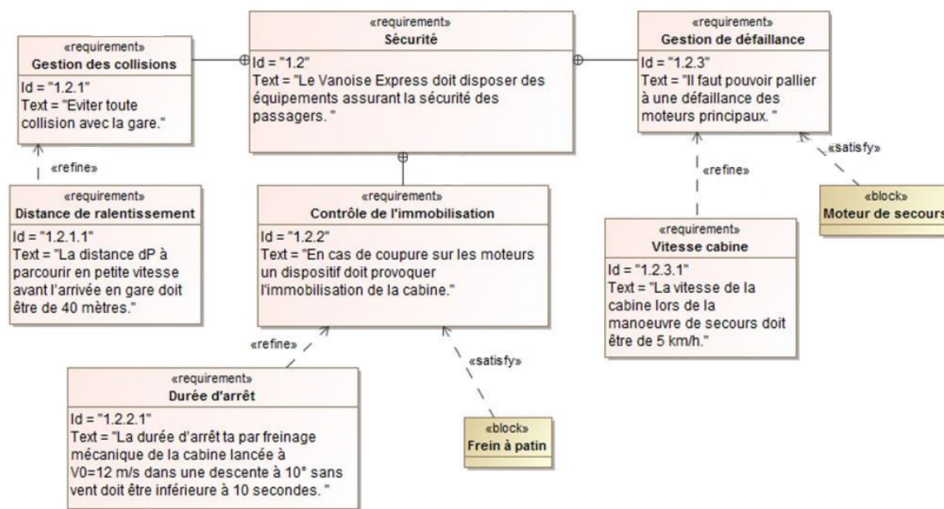 «requirement»
Gestion des collisions
Id = "1.2.1"
Text = "Eviter toute
collision avec la gare."
«requirement»
Sécurité
Id = "1.2"
Text = "Le Vanoise Express doit disposer des
équipements assurant la sécurité des
passagers. "
«requirement»
Gestion de défaillance
Id = "1.2.3"
Text = "Il faut pouvoir pallier
à une défaillance des
moteurs principaux. "
«refine»
«refine»
«satisfy»
«requirement»
Distance de ralentissement
Id = "1.2.1.1"
Text = "La distance dP à
parcourir en petite vitesse
avant l'arrivée en gare doit
être de 40 mètres."
«requirement»
Contrôle de l'immobilisation
Id = "1.2.2"
Text = "En cas de coupure sur les moteurs
un dispositif doit provoquer
l'immobilisation de la cabine."
«block»
Moteur de secours
«requirement»
Vitesse cabine
Id = "1.2.3.1"
Text = "La vitesse de la
cabine lors de la
manoeuvre de secours doit
être de 5 km/h."
«refine»
«satisfy»
«requirement»
Durée d'arrêt
Id = "1.2.2.1"
Text = "La durée d'arrêt ta par freinage
mécanique de la cabine lancée à
V0=12 m/s dans une descente à 10° sans
vent doit être inférieure à 10 secondes. "
«block»
Frein à patin